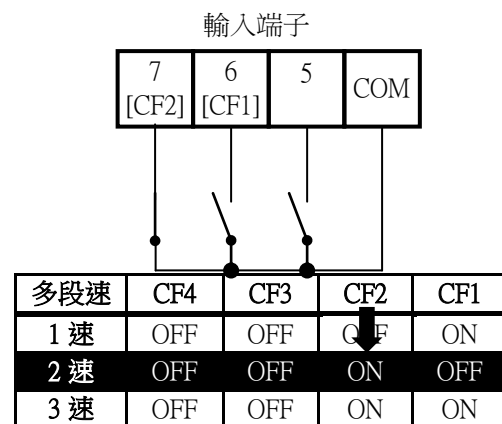 輸入端子
7 6 5 COM
[CF2] [CF1]
多段速 CF4 CF3 CF2 CF1
1 速 OFF OFF OFF ON
2 速 OFF OFF ON OFF
3 速 OFF OFF ON ON